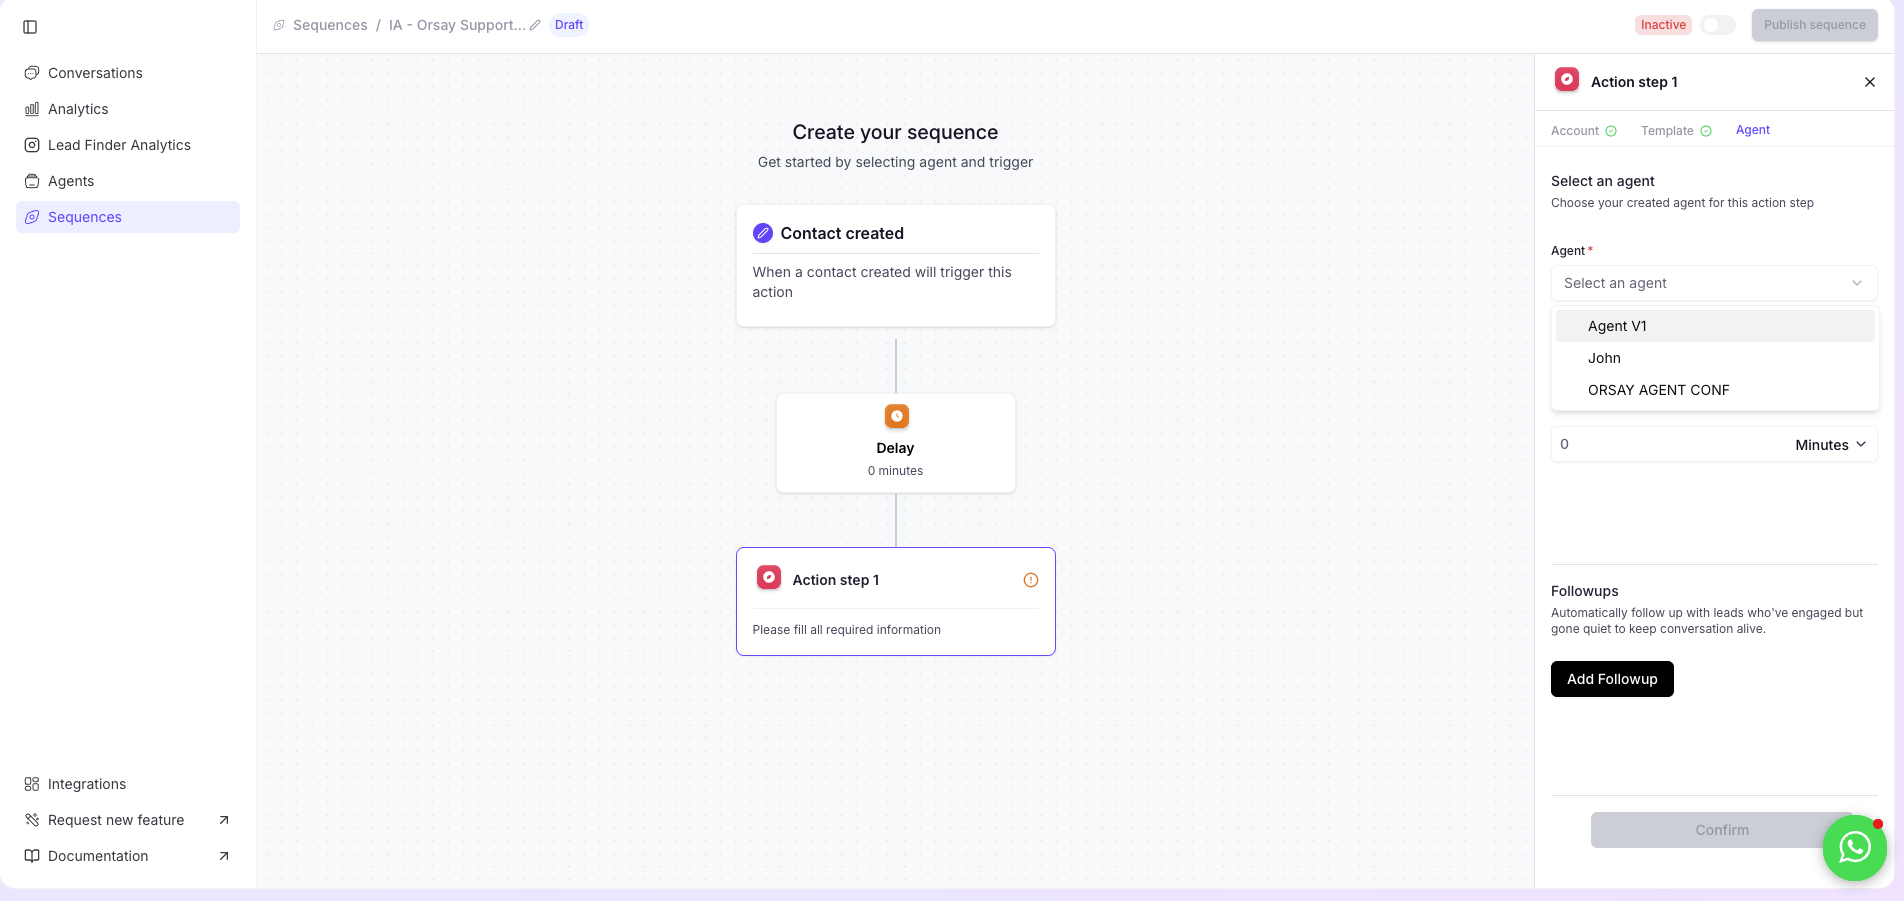 Conversations
Analytics
Lead Finder Analytics
Agents
Sequences
Integrations
Request new feature
Documentation
Sequences / IA - Orsay Support... Draft
Inactive
Publish sequence
Create your sequence
Get started by selecting agent and trigger
Contact created
When a contact created will trigger this
action
Delay
0 minutes
Action step 1
Please fill all required information
Action step 1
Account Template Agent
Select an agent
Choose your created agent for this action step
Agent *
Select an agent
Agent V1
John
ORSAY AGENT CONF
0 Minutes
Followups
Automatically follow up with leads who've engaged but
gone quiet to keep conversation alive.
Add Followup
Confirm